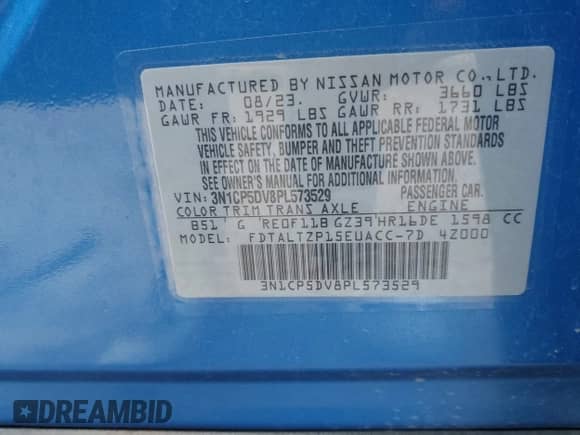 MANUFACTURED BY NISSAN MOTOR CO.,LTD.
DATE: 08/23. GVWR: 3660 LBS
GAWR FR: 1929 LBS GAWR RR: 1731 LBS
THIS VEHICLE CONFORMS TO ALL APPLICABLE FEDERAL MOTOR
VEHICLE SAFETY, BUMPER AND THEFT PREVENTION STANDARDS
IN EFFECT ON THE DATE OF MANUFACTURE SHOWN ABOVE.
SEE OWNER'S MANUAL FOR ADDITIONAL INFORMATION.
VIN: 3N1CP5DV8PL573529 PASSENGER CAR.
COLOR TRIM TRANS AXLE ENGINE
B51 G RE0F11B GZ39 HR16DE 1598 CC
MODEL: FDTALTZP15EUACC-7D 4Z000
3N1CP5DV8PL573529
DREAMBID